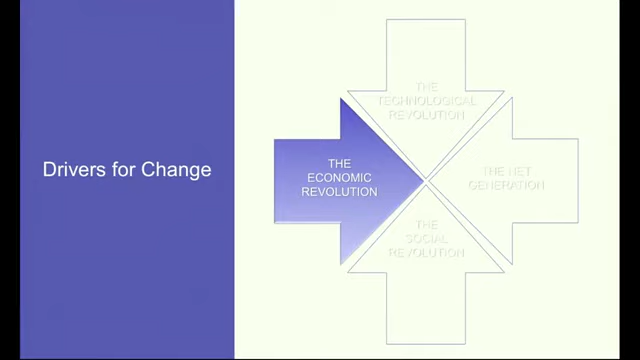 Drivers for Change
THE
TECHNOLOGICAL
REVOLUTION
THE
ECONOMIC
REVOLUTION
THE NET
GENERATION
THE
SOCIAL
REVOLUTION